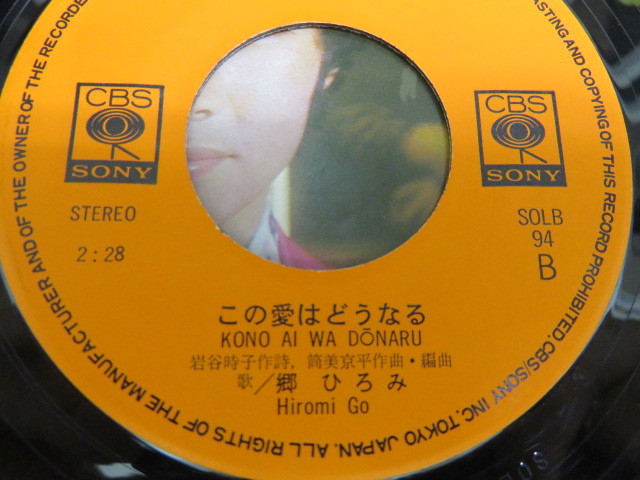 CBS
SONY
CBS
SONY
STEREO
2:28
SOLB
94
B
この愛はどうなる
KONO AI WA DŌNARU
岩谷時子作詩,筒美京平作曲・編曲
歌/郷 ひろみ
Hiromi Go
MANUFACTURER AND OF THE OWNER OF THE RECORDE
ASTING AND COPYING OF THIS RECORD PROHIBITED. CBS/SONY INC. TOKYO JAPAN. ALL RIGHTS OF THE